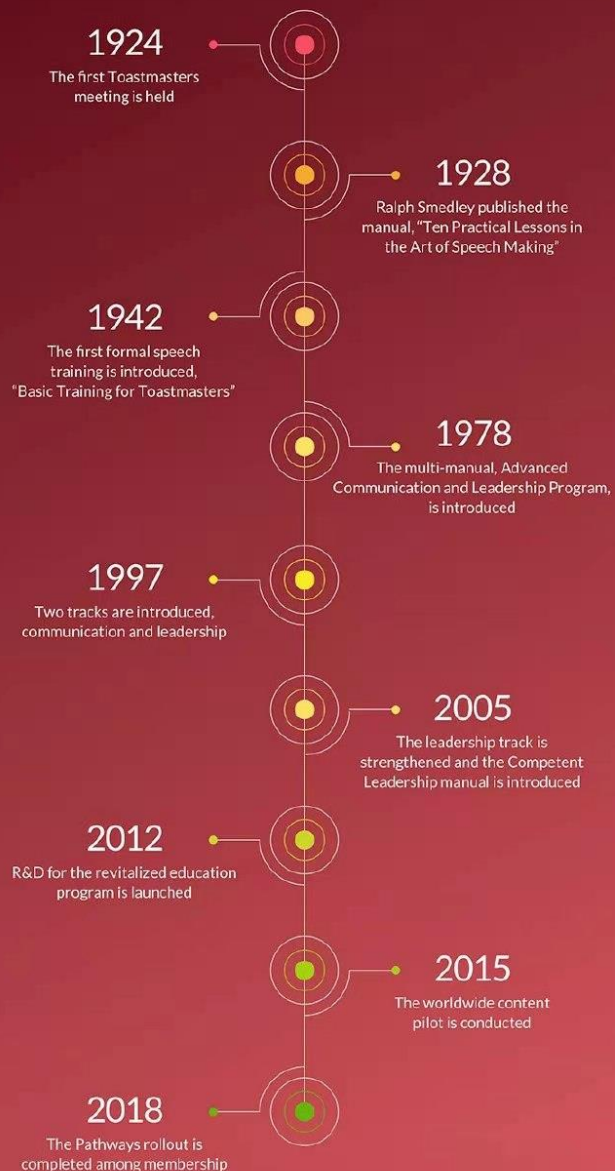 1924
The first Toastmasters
meeting is held
1928
Ralph Smedley published the
manual, “Ten Practical Lessons in
the Art of Speech Making”
1942
The first formal speech
training is introduced,
“Basic Training for Toastmasters”
1978
The multi-manual, Advanced
Communication and Leadership Program,
is introduced
1997
Two tracks are introduced,
communication and leadership
2005
The leadership track is
strengthened and the Competent
Leadership manual is introduced
2012
R&D for the revitalized education
program is launched
2015
The worldwide content
pilot is conducted
2018
The Pathways rollout is
completed among membership